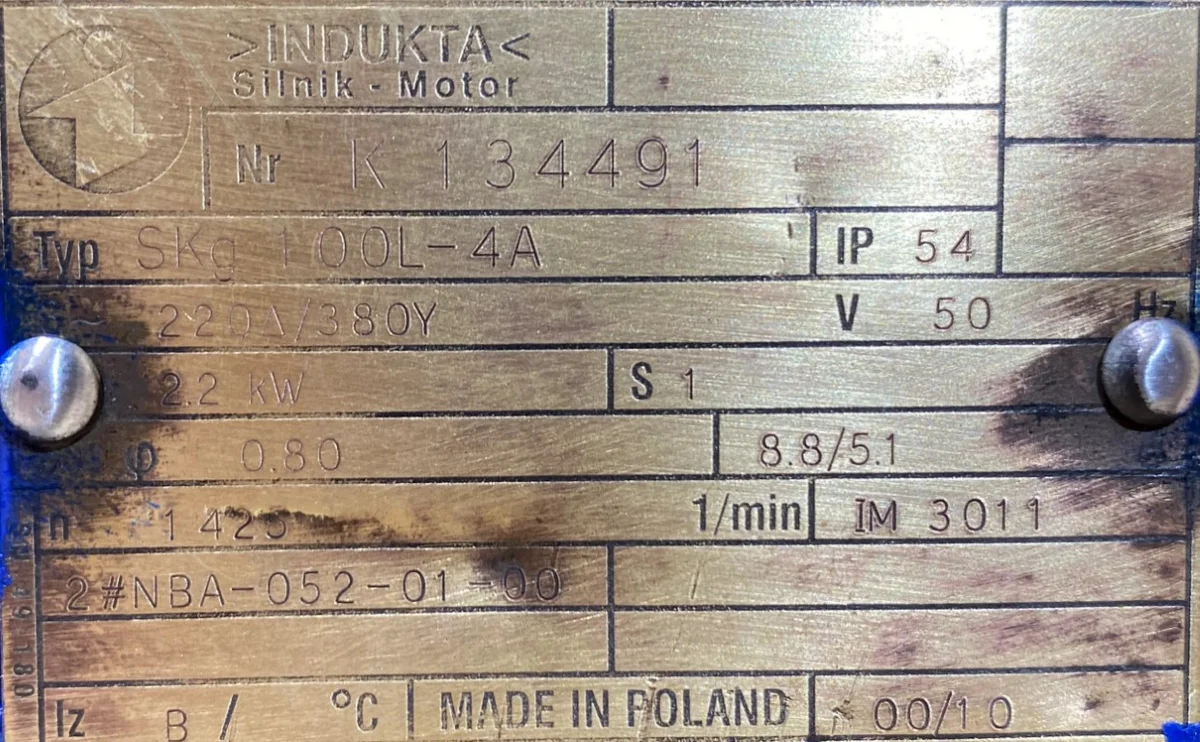 >INDUKTA<
Silnik - Motor
Nr K 134491
Typ SKg 100L-4A IP 54
~ 220Δ/380Y V 50 Hz
2.2 kW S 1
φ 0.80 8.8/5.1
n 1425 1/min IM 3011
2#NBA-052-01-00
Iz B / °C MADE IN POLAND 00/10